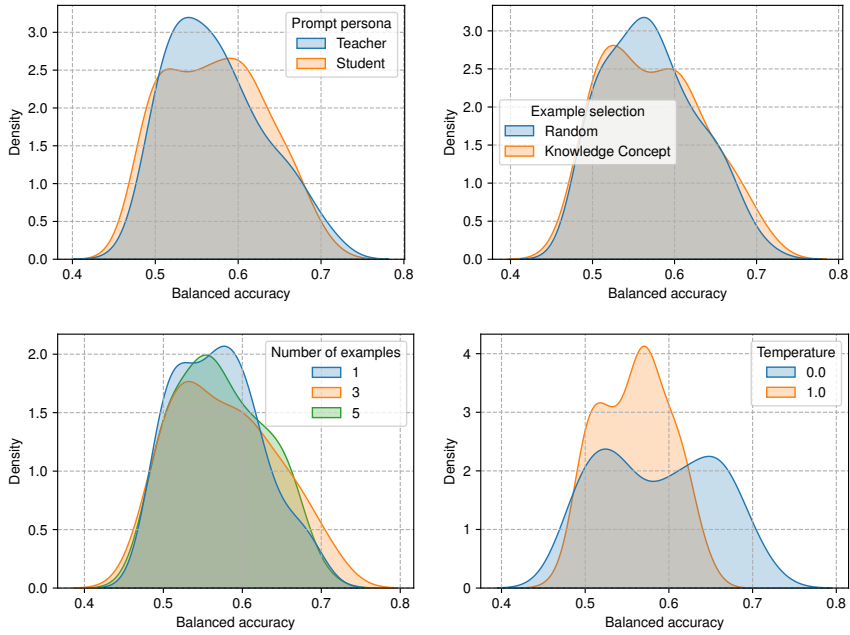 Prompt persona
Teacher
Student
Density
3.0
2.5
2.0
1.5
1.0
0.5
0.0
0.4 0.5 0.6 0.7 0.8
Balanced accuracy
Example selection
Random
Knowledge Concept
Density
3.0
2.5
2.0
1.5
1.0
0.5
0.0
0.4 0.5 0.6 0.7 0.8
Balanced accuracy
Number of examples
1
3
5
Density
2.0
1.5
1.0
0.5
0.0
0.4 0.5 0.6 0.7 0.8
Balanced accuracy
Temperature
0.0
1.0
Density
4
3
2
1
0
0.4 0.5 0.6 0.7 0.8
Balanced accuracy